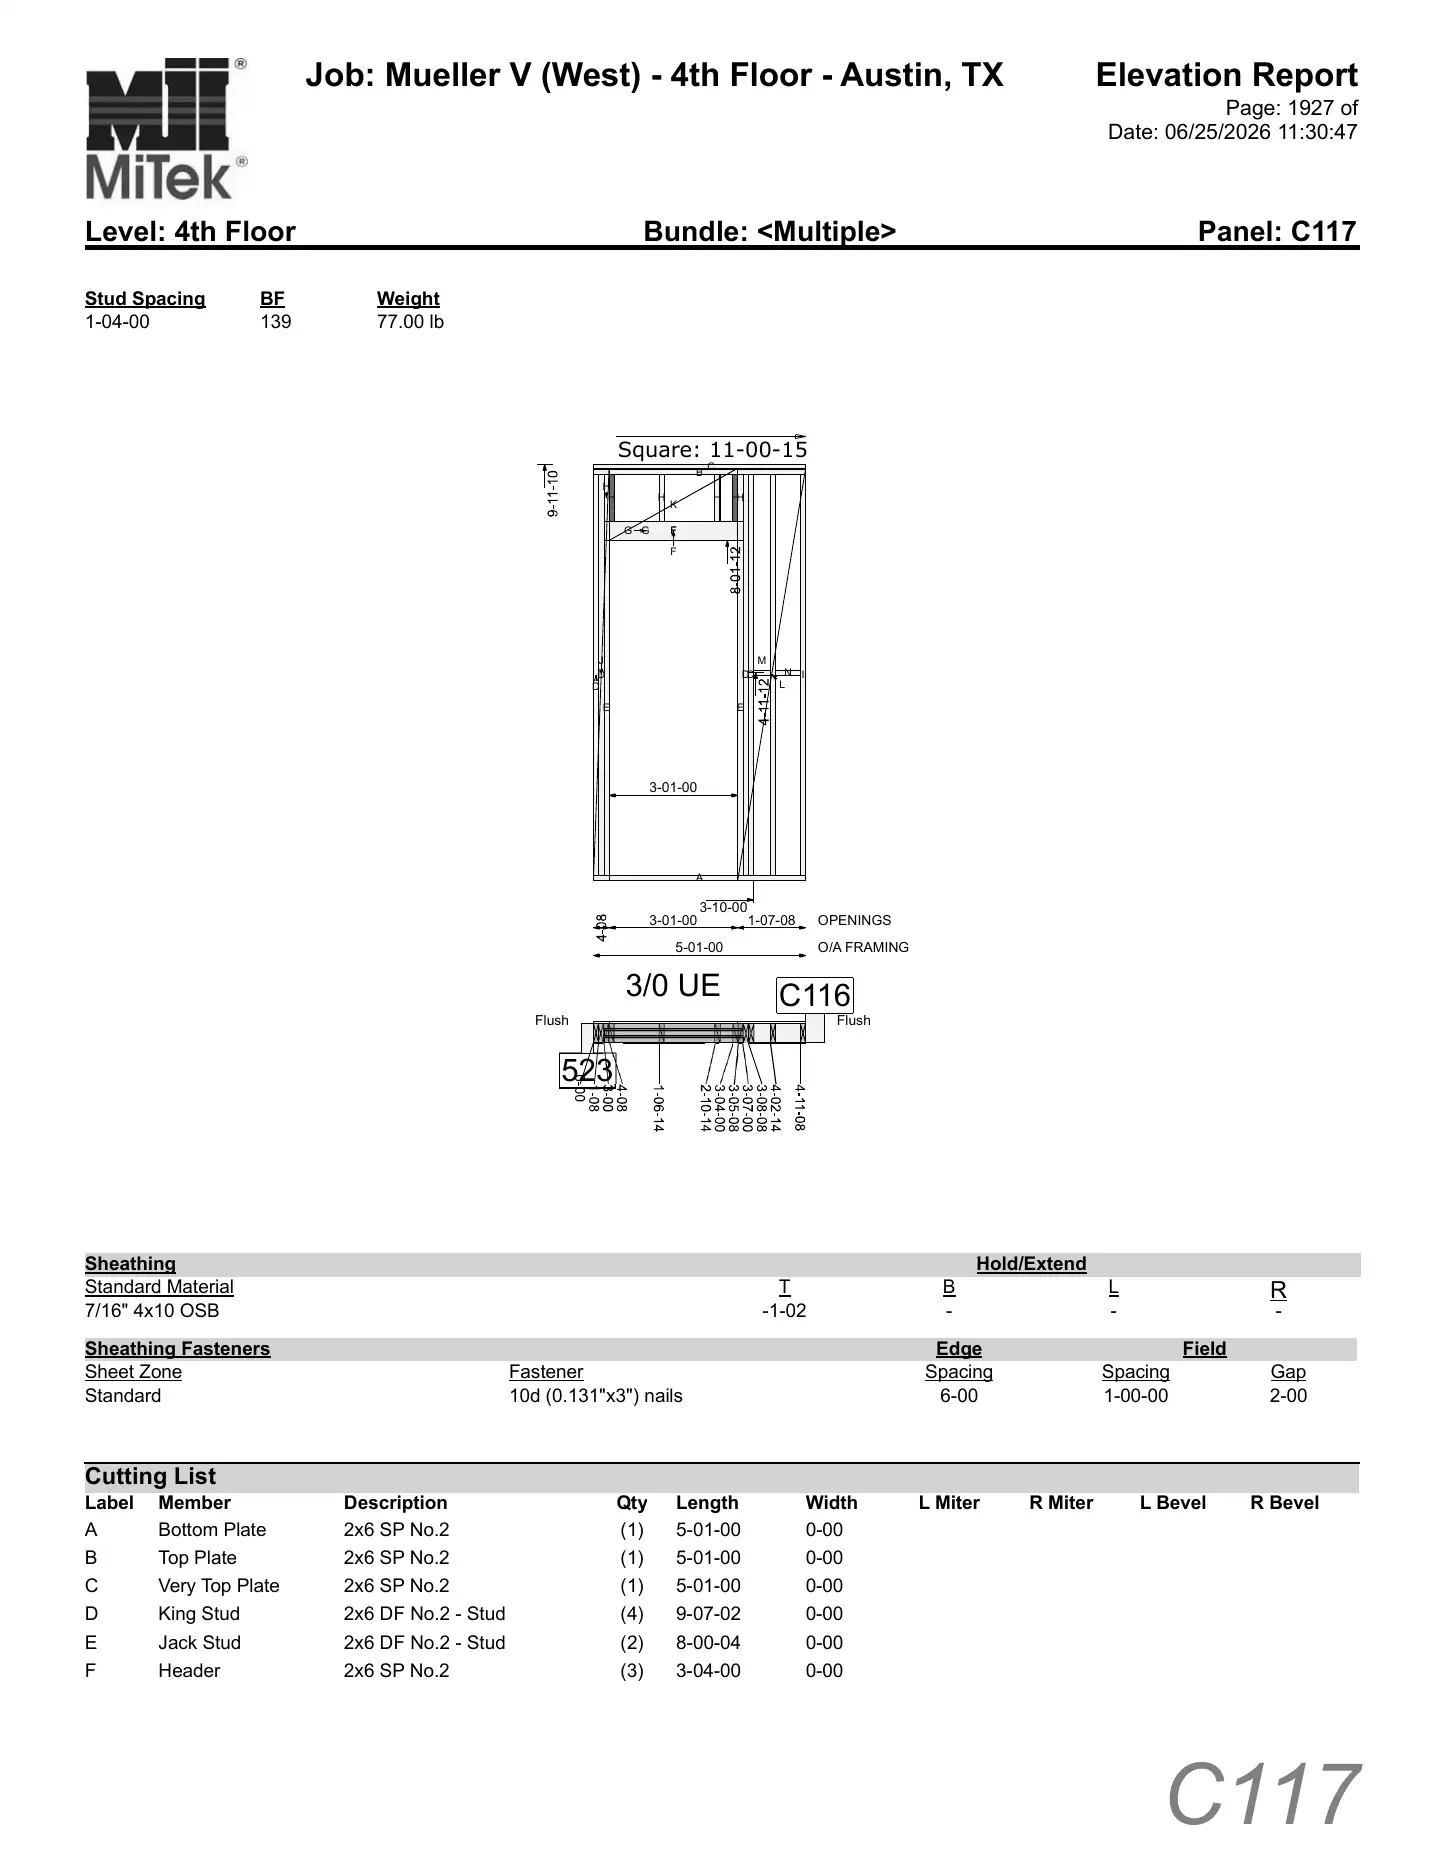 Job: Mueller V (West) - 4th Floor - Austin, TX
Elevation Report
Page: 1927 of
Date: 06/25/2026 11:30:47
MiTek
Level: 4th Floor
Bundle: <Multiple>
Panel: C117
Stud Spacing BF Weight
1-04-00 139 77.00 lb
Square: 11-00-15
9-11-10
C
B
H
H
H
K
G
G
F
F
8-01-12
J
M
D
N
I
D
L
E
E
4-11-12
3-01-00
A
3-10-00
4-08
3-01-00
1-07-08
OPENINGS
5-01-00
O/A FRAMING
3/0 UE
C116
Flush
Flush
523
4-08
1-06-14
2-10-14
3-04-00
3-05-08
3-07-00
3-08-08
4-02-14
4-11-08
Sheathing Hold/Extend
Standard Material T B L R
7/16" 4x10 OSB -1-02 - - -
Sheathing Fasteners Edge Field
Sheet Zone Fastener Spacing Spacing Gap
Standard 10d (0.131"x3") nails 6-00 1-00-00 2-00
Cutting List
Label Member Description Qty Length Width L Miter R Miter L Bevel R Bevel
A Bottom Plate 2x6 SP No.2 (1) 5-01-00 0-00
B Top Plate 2x6 SP No.2 (1) 5-01-00 0-00
C Very Top Plate 2x6 SP No.2 (1) 5-01-00 0-00
D King Stud 2x6 DF No.2 - Stud (4) 9-07-02 0-00
E Jack Stud 2x6 DF No.2 - Stud (2) 8-00-04 0-00
F Header 2x6 SP No.2 (3) 3-04-00 0-00
C117